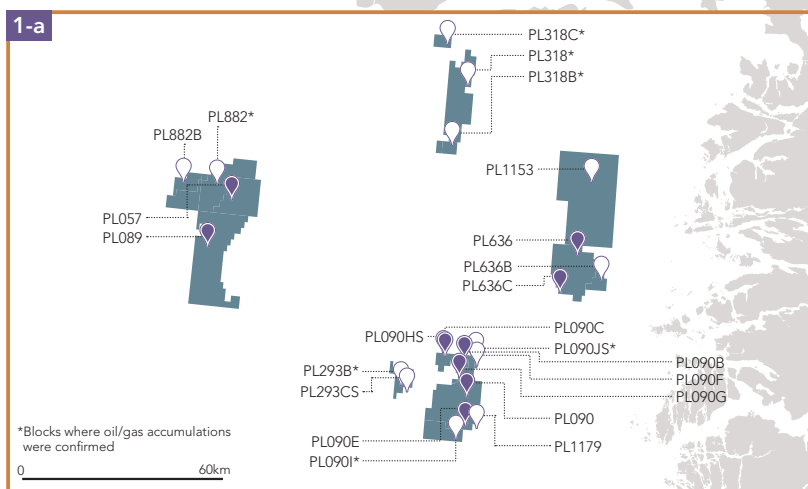 1-a
PL318C*
PL318*
PL318B*
PL882*
PL882B
PL1153
PL057
PL089
PL636
PL636B
PL636C
PL090C
PL090HS
PL090JS*
PL090B
PL293B*
PL090F
PL293CS
PL090G
PL090
*Blocks where oil/gas accumulations
were confirmed
PL090E
PL1179
PL090I*
0 60km